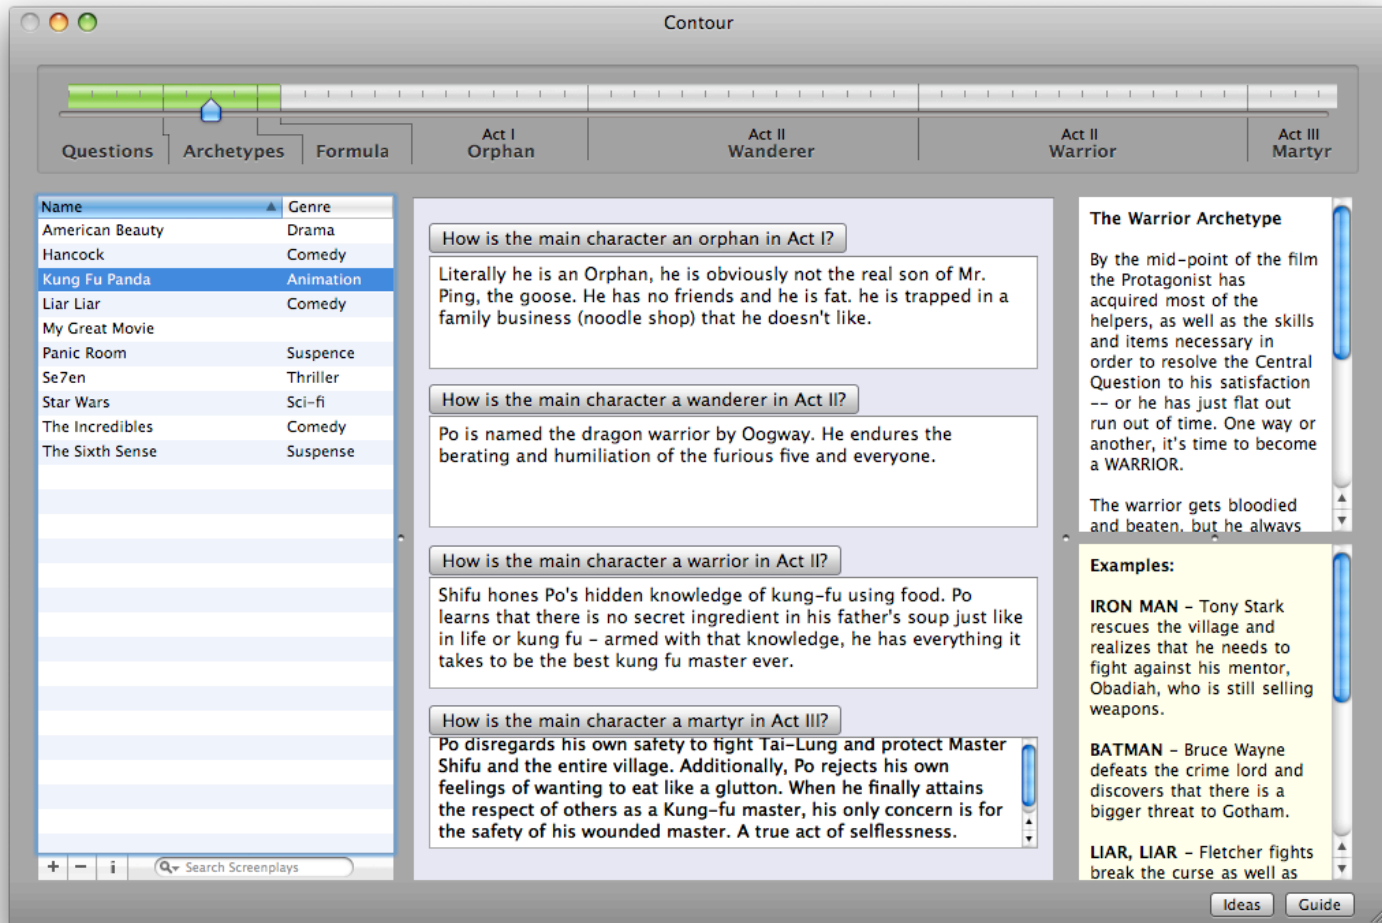 Contour
Questions
Archetypes
Formula
Act I
Orphan
Act II
Wanderer
Act II
Warrior
Act III
Martyr
Name Genre
American Beauty Drama
Hancock Comedy
Kung Fu Panda Animation
Liar Liar Comedy
My Great Movie
Panic Room Suspence
Se7en Thriller
Star Wars Sci-fi
The Incredibles Comedy
The Sixth Sense Suspense
+ - i Search Screenplays
How is the main character an orphan in Act I?
Literally he is an Orphan, he is obviously not the real son of Mr.
Ping, the goose. He has no friends and he is fat. he is trapped in a
family business (noodle shop) that he doesn't like.
How is the main character a wanderer in Act II?
Po is named the dragon warrior by Oogway. He endures the
berating and humiliation of the furious five and everyone.
How is the main character a warrior in Act II?
Shifu hones Po's hidden knowledge of kung-fu using food. Po
learns that there is no secret ingredient in his father's soup just like
in life or kung fu – armed with that knowledge, he has everything it
takes to be the best kung fu master ever.
How is the main character a martyr in Act III?
Po disregards his own safety to fight Tai-Lung and protect Master
Shifu and the entire village. Additionally, Po rejects his own
feelings of wanting to eat like a glutton. When he finally attains
the respect of others as a Kung-fu master, his only concern is for
the safety of his wounded master. A true act of selflessness.
The Warrior Archetype
By the mid-point of the film
the Protagonist has
acquired most of the
helpers, as well as the skills
and items necessary in
order to resolve the Central
Question to his satisfaction
-- or he has just flat out
run out of time. One way or
another, it's time to become
a WARRIOR.
The warrior gets bloodied
and beaten, but he always
Examples:
IRON MAN – Tony Stark
rescues the village and
realizes that he needs to
fight against his mentor,
Obadiah, who is still selling
weapons.
BATMAN – Bruce Wayne
defeats the crime lord and
discovers that there is a
bigger threat to Gotham.
LIAR, LIAR – Fletcher fights
break the curse as well as
Ideas
Guide